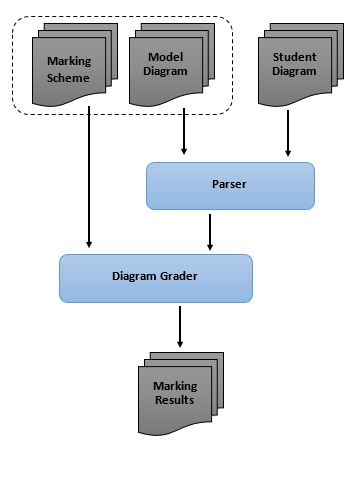 Marking
Scheme
Model
Diagram
Student
Diagram
Parser
Diagram Grader
Marking
Results